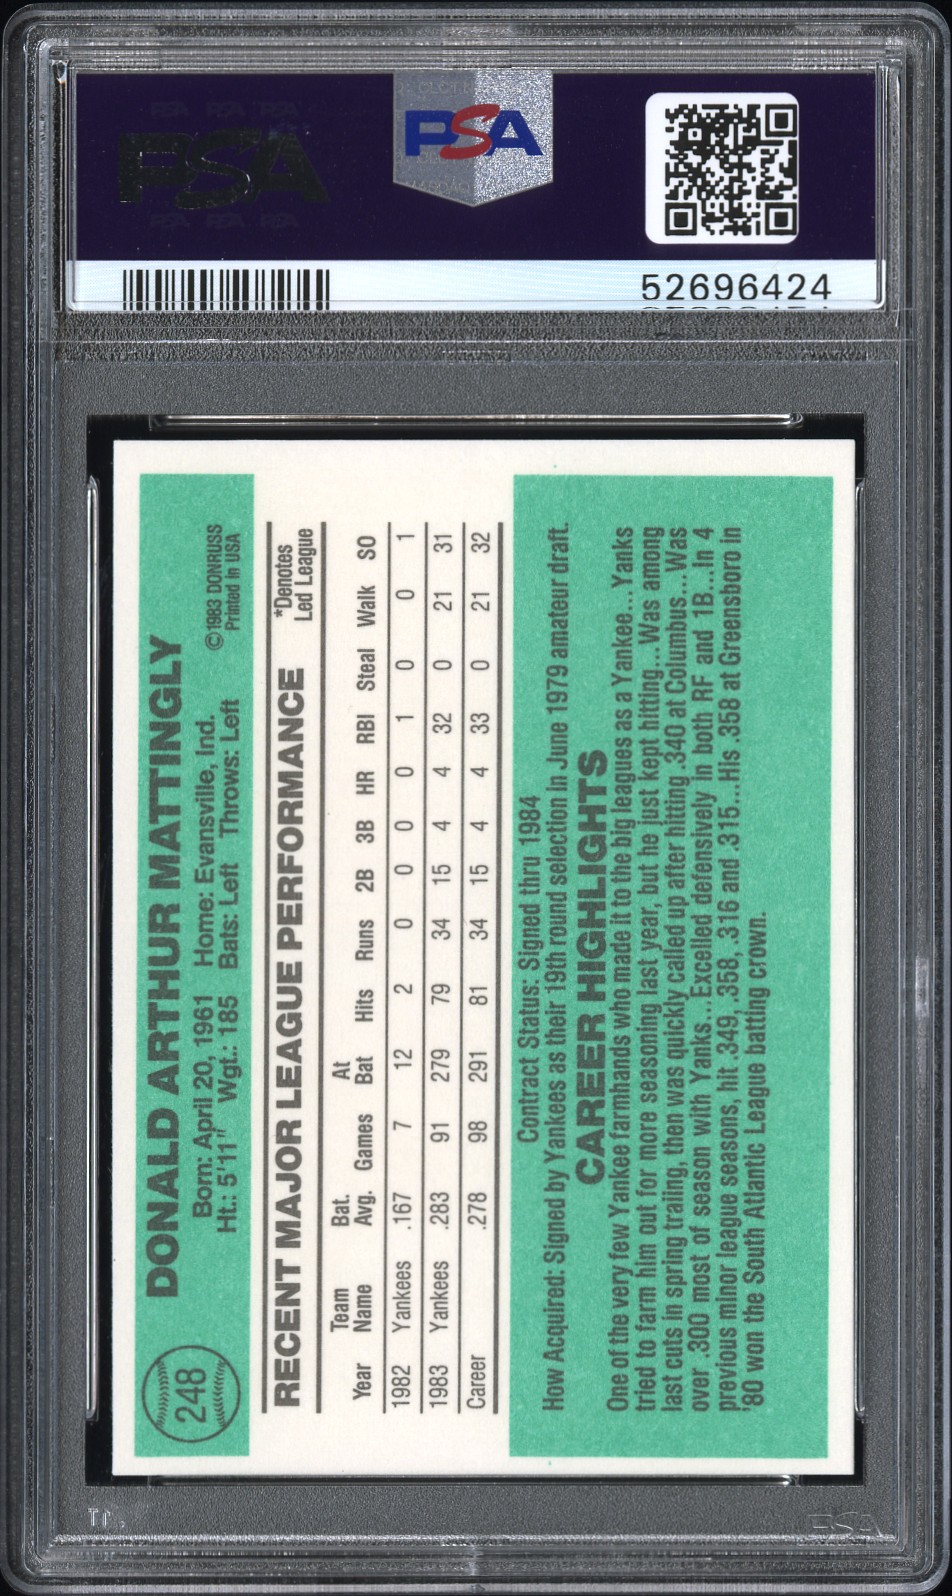 PSA PSA PSA
PSA
PSA PSA PSA
PSA
52696424
248
DONALD ARTHUR MATTINGLY
Born: April 20, 1961 Home: Evansville, Ind.
Ht.: 5'11" Wgt.: 185 Bats: Left Throws: Left
©1983 DONRUSS
Printed in USA
RECENT MAJOR LEAGUE PERFORMANCE
*Denotes
Led League
Year Team Name Bat. Avg. Games At Bat Hits Runs 2B 3B HR RBI Steal Walk SO
1982 Yankees .167 7 12 2 0 0 0 0 1 0 0 1
1983 Yankees .283 91 279 79 34 15 4 4 32 0 21 31
Career .278 98 291 81 34 15 4 4 33 0 21 32
Contract Status: Signed thru 1984
How Acquired: Signed by Yankees as their 19th round selection in June 1979 amateur draft.
CAREER HIGHLIGHTS
One of the very few Yankee farmhands who made it to the big leagues as a Yankee...Yanks
tried to farm him out for more seasoning last year, but he just kept hitting...Was among
last cuts in spring trailing, then was quickly called up after hitting .340 at Columbus...Was
over .300 most of season with Yanks...Excelled defensively in both RF and 1B...In 4
previous minor league seasons, hit .349, .358, .316 and .315...His .358 at Greensboro in
'80 won the South Atlantic League batting crown.
PSA